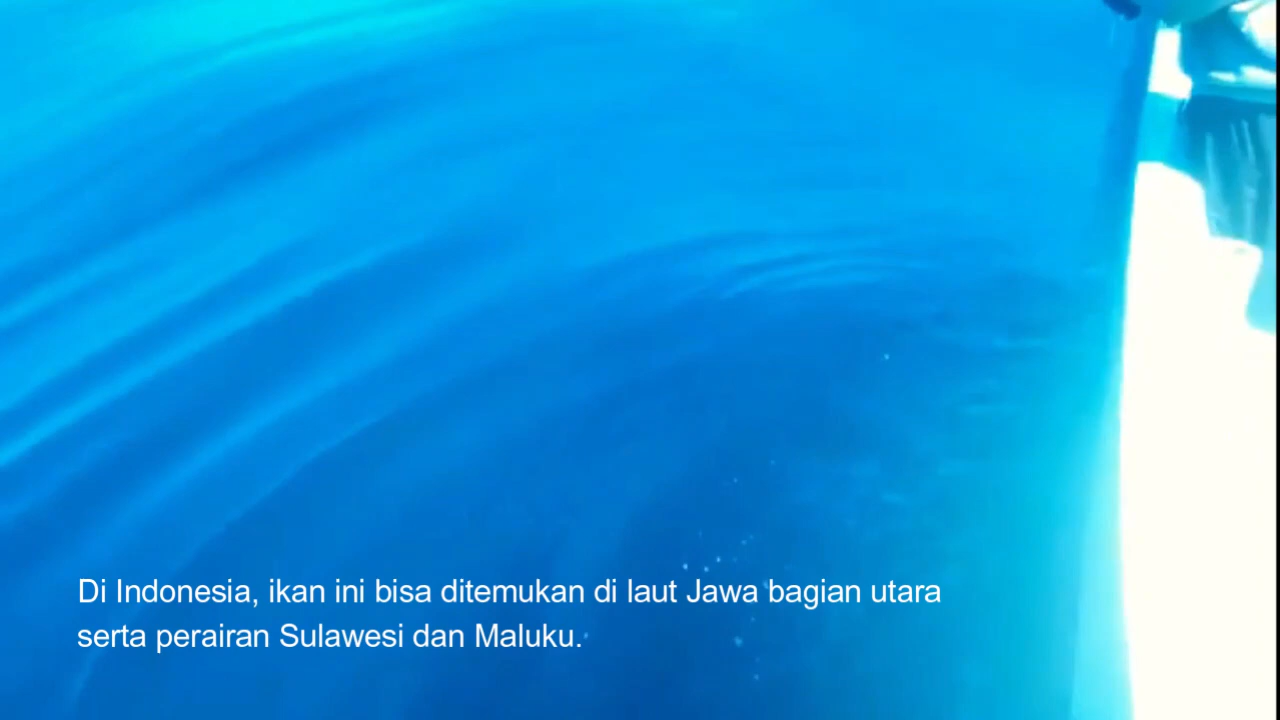 Di Indonesia, ikan ini bisa ditemukan di laut Jawa bagian utara
serta perairan Sulawesi dan Maluku.